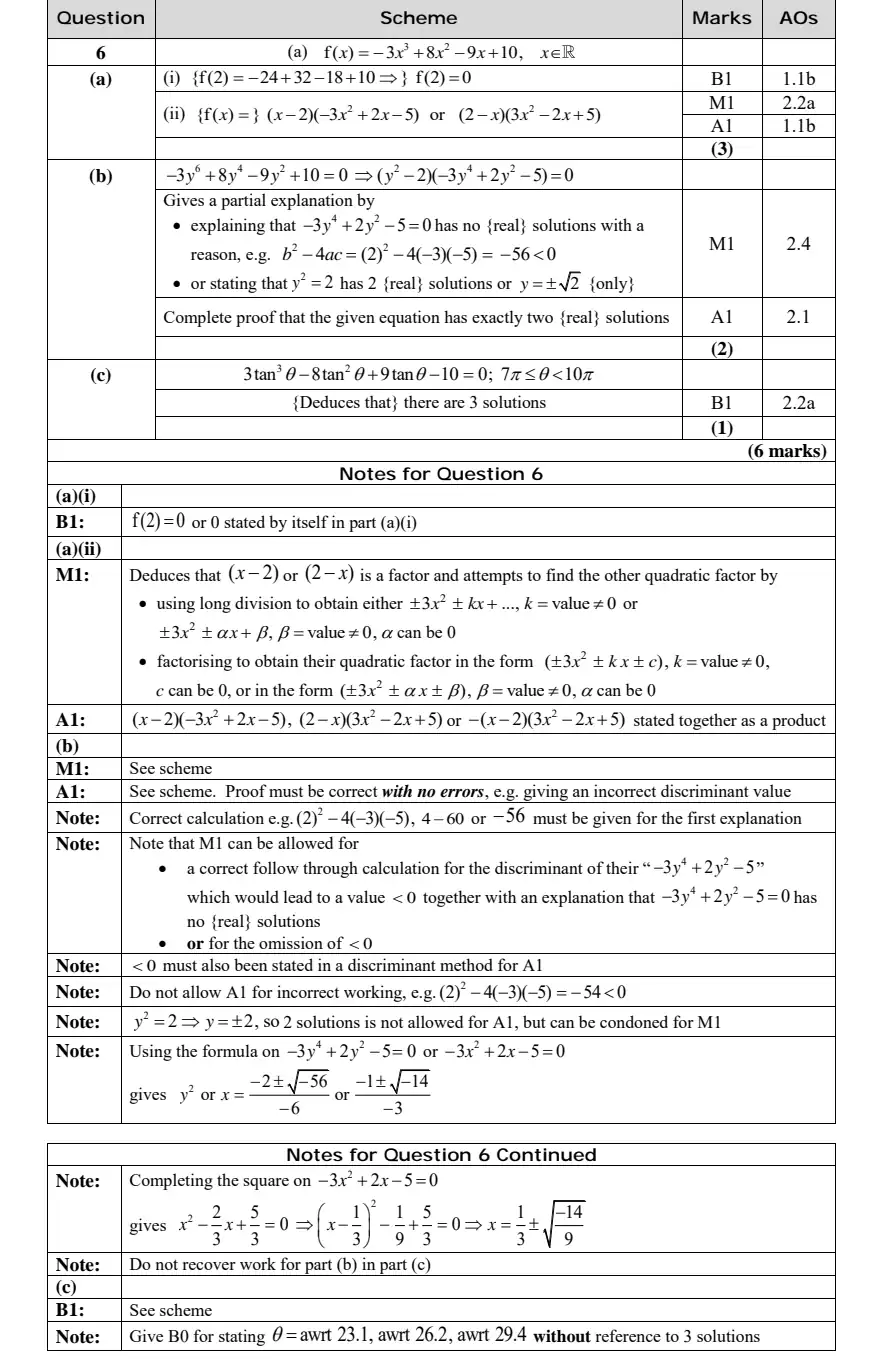 Question Scheme Marks AOs
6 (a) f(x) = −3x³ + 8x² − 9x + 10, x∈ℝ
(a) (i) {f(2) = −24 + 32 − 18 + 10 ⇒} f(2) = 0 B1 1.1b
(ii) {f(x) =} (x − 2)(−3x² + 2x − 5) or (2 − x)(3x² − 2x + 5) M1 2.2a
A1 1.1b
(3)
(b) −3y⁶ + 8y⁴ − 9y² + 10 = 0 ⇒ (y² − 2)(−3y⁴ + 2y² − 5) = 0
Gives a partial explanation by
• explaining that −3y⁴ + 2y² − 5 = 0 has no {real} solutions with a
reason, e.g. b² − 4ac = (2)² − 4(−3)(−5) = −56 < 0 M1 2.4
• or stating that y² = 2 has 2 {real} solutions or y = ±√2 {only}
Complete proof that the given equation has exactly two {real} solutions A1 2.1
(2)
(c) 3tan³ θ − 8tan² θ + 9tan θ − 10 = 0; 7π ≤ θ < 10π
{Deduces that} there are 3 solutions B1 2.2a
(1)
(6 marks)
Notes for Question 6
(a)(i)
B1: f(2) = 0 or 0 stated by itself in part (a)(i)
(a)(ii)
M1: Deduces that (x − 2) or (2 − x) is a factor and attempts to find the other quadratic factor by
• using long division to obtain either ±3x² ± kx + ..., k = value ≠ 0 or
±3x² ± αx + β, β = value ≠ 0, α can be 0
• factorising to obtain their quadratic factor in the form (±3x² ± kx ± c), k = value ≠ 0,
c can be 0, or in the form (±3x² ± αx ± β), β = value ≠ 0, α can be 0
A1: (x − 2)(−3x² + 2x − 5), (2 − x)(3x² − 2x + 5) or −(x − 2)(3x² − 2x + 5) stated together as a product
(b)
M1: See scheme
A1: See scheme. Proof must be correct with no errors, e.g. giving an incorrect discriminant value
Note: Correct calculation e.g. (2)² − 4(−3)(−5), 4 − 60 or −56 must be given for the first explanation
Note: Note that M1 can be allowed for
• a correct follow through calculation for the discriminant of their “−3y⁴ + 2y² − 5”
which would lead to a value < 0 together with an explanation that −3y⁴ + 2y² − 5 = 0 has
no {real} solutions
• or for the omission of < 0
Note: < 0 must also been stated in a discriminant method for A1
Note: Do not allow A1 for incorrect working, e.g. (2)² − 4(−3)(−5) = −54 < 0
Note: y² = 2 ⇒ y = ±2, so 2 solutions is not allowed for A1, but can be condoned for M1
Note: Using the formula on −3y⁴ + 2y² − 5 = 0 or −3x² + 2x − 5 = 0
gives y² or x = (−2 ± √−56)/−6 or (−1 ± √−14)/−3
Notes for Question 6 Continued
Note: Completing the square on −3x² + 2x − 5 = 0
gives x² − 2/3 x + 5/3 = 0 ⇒ (x − 1/3)² − 1/9 + 5/3 = 0 ⇒ x = 1/3 ± √(−14/9)
Note: Do not recover work for part (b) in part (c)
(c)
B1: See scheme
Note: Give B0 for stating θ = awrt 23.1, awrt 26.2, awrt 29.4 without reference to 3 solutions